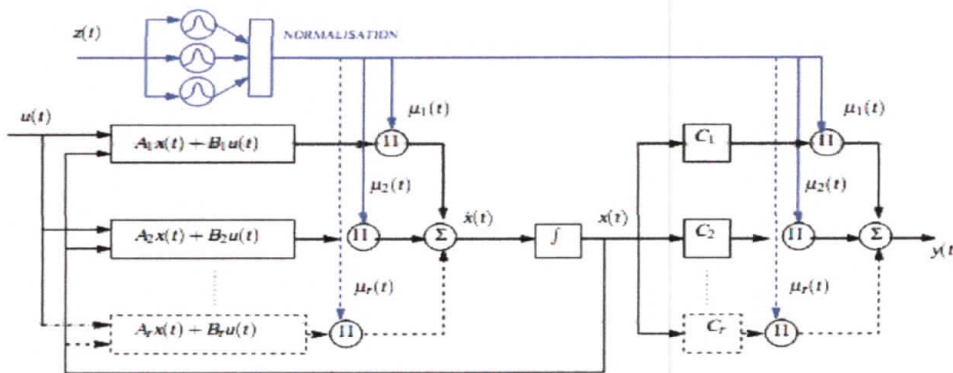 z(t)
NORMALISATION
u(t)
μ₁(t)
μ₁(t)
A₁x(t) + B₁u(t)
Π
C₁
Π
μ₂(t)
μ₂(t)
ẋ(t)
x(t)
A₂x(t) + B₂u(t)
Π
Σ
∫
C₂
Π
Σ
y(t
μᵣ(t)
μᵣ(t)
Aᵣx(t) + Bᵣu(t)
Π
Cᵣ
Π